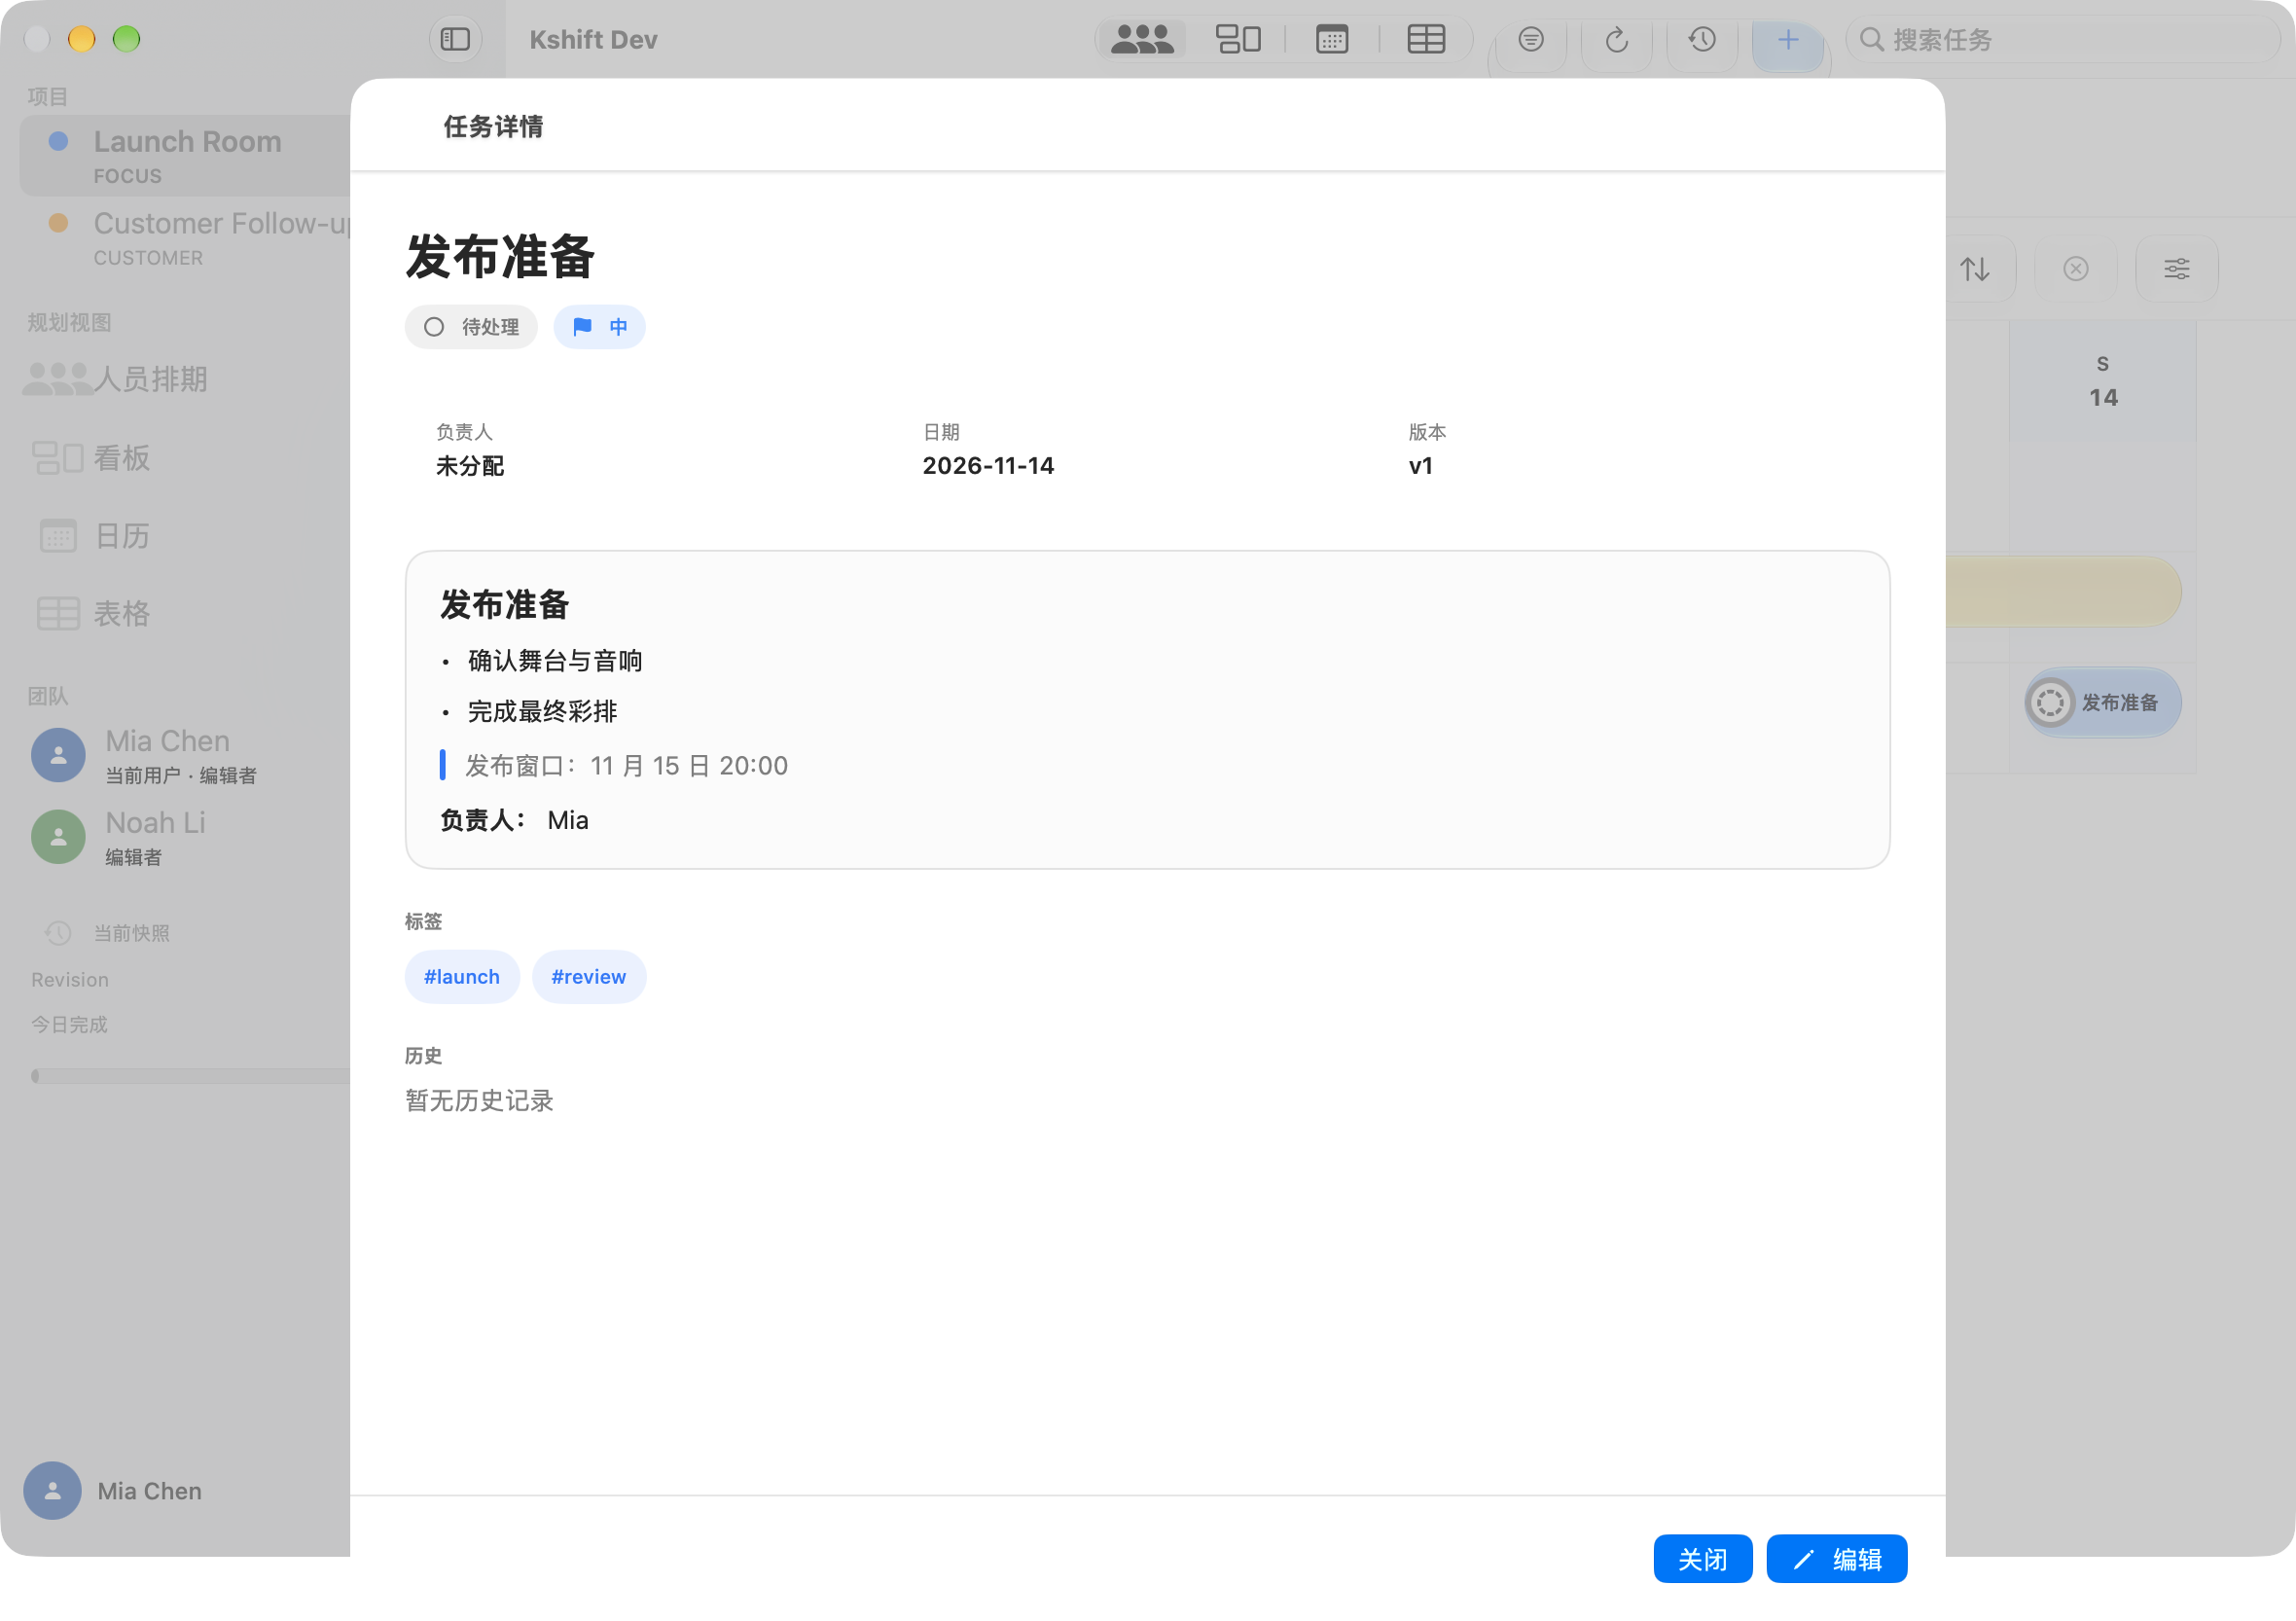 Kshift Dev
搜索任务
项目
Launch Room
FOCUS
Customer Follow-up
CUSTOMER
规划视图
人员排期
看板
日历
表格
团队
Mia Chen
当前用户 · 编辑者
Noah Li
编辑者
当前快照
Revision
今日完成
Mia Chen
任务详情
发布准备
待处理
中
负责人
未分配
日期
2026-11-14
版本
v1
发布准备
• 确认舞台与音响
• 完成最终彩排
发布窗口：11 月 15 日 20:00
负责人： Mia
标签
#launch
#review
历史
暂无历史记录
关闭
编辑
S
14
发布准备